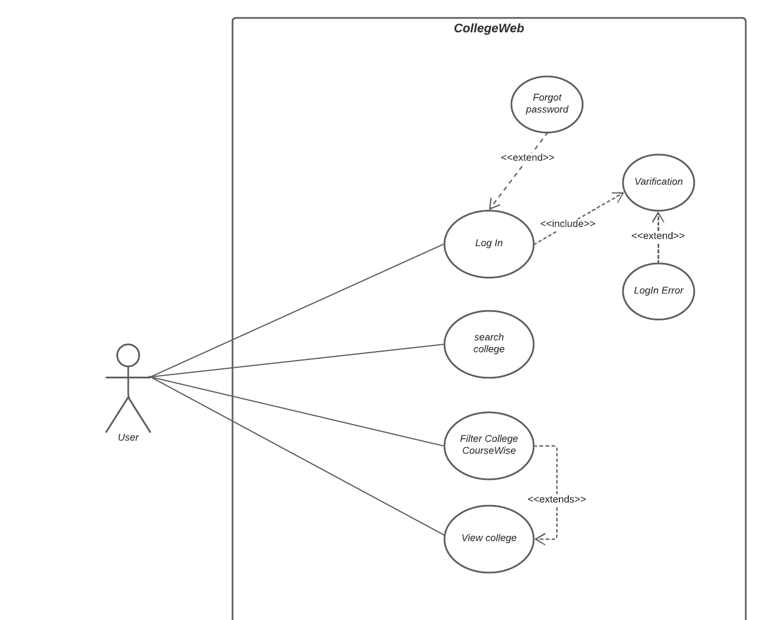 CollegeWeb
Forgot
password
<<extend>>
Varification
<<include>>
<<extend>>
Log In
LogIn Error
search
college
User
Filter College
CourseWise
<<extends>>
View college